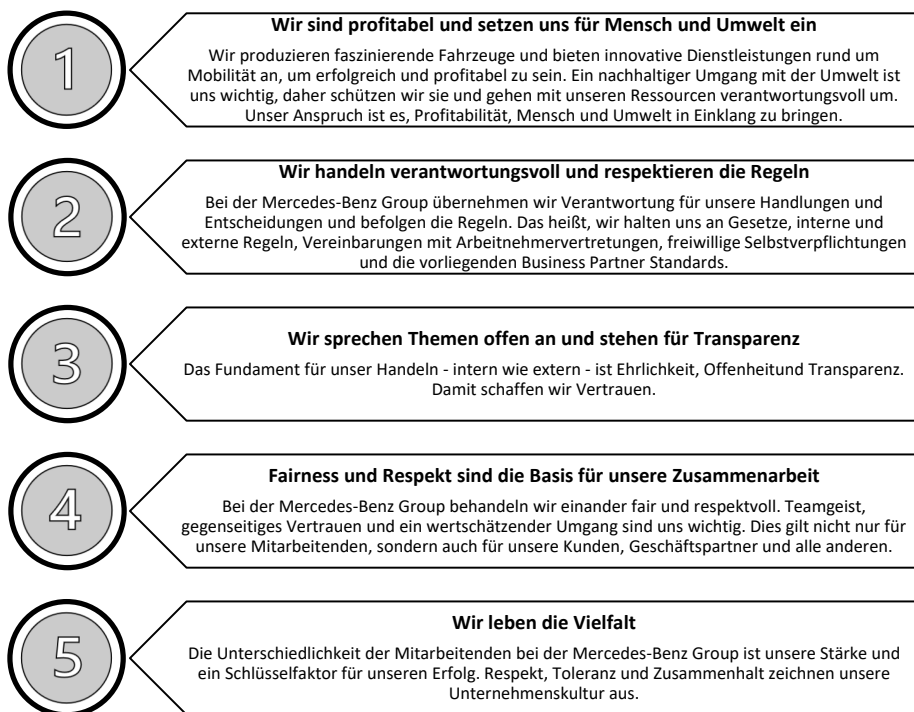 1
Wir sind profitabel und setzen uns für Mensch und Umwelt ein
Wir produzieren faszinierende Fahrzeuge und bieten innovative Dienstleistungen rund um
Mobilität an, um erfolgreich und profitabel zu sein. Ein nachhaltiger Umgang mit der Umwelt ist
uns wichtig, daher schützen wir sie und gehen mit unseren Ressourcen verantwortungsvoll um.
Unser Anspruch ist es, Profitabilität, Mensch und Umwelt in Einklang zu bringen.
2
Wir handeln verantwortungsvoll und respektieren die Regeln
Bei der Mercedes-Benz Group übernehmen wir Verantwortung für unsere Handlungen und
Entscheidungen und befolgen die Regeln. Das heißt, wir halten uns an Gesetze, interne und
externe Regeln, Vereinbarungen mit Arbeitnehmervertretungen, freiwillige Selbstverpflichtungen
und die vorliegenden Business Partner Standards.
3
Wir sprechen Themen offen an und stehen für Transparenz
Das Fundament für unser Handeln - intern wie extern - ist Ehrlichkeit, Offenheitund Transparenz.
Damit schaffen wir Vertrauen.
4
Fairness und Respekt sind die Basis für unsere Zusammenarbeit
Bei der Mercedes-Benz Group behandeln wir einander fair und respektvoll. Teamgeist,
gegenseitiges Vertrauen und ein wertschätzender Umgang sind uns wichtig. Dies gilt nicht nur für
unsere Mitarbeitenden, sondern auch für unsere Kunden, Geschäftspartner und alle anderen.
5
Wir leben die Vielfalt
Die Unterschiedlichkeit der Mitarbeitenden bei der Mercedes-Benz Group ist unsere Stärke und
ein Schlüsselfaktor für unseren Erfolg. Respekt, Toleranz und Zusammenhalt zeichnen unsere
Unternehmenskultur aus.